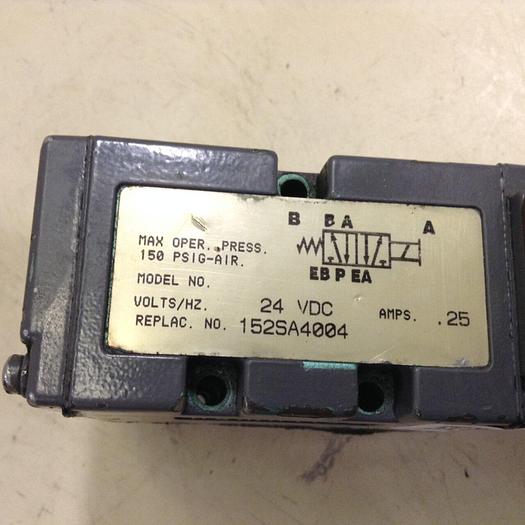 B B A A
MAX OPER. PRESS.
150 PSIG-AIR.
EB P EA
MODEL NO.
VOLTS/HZ. 24 VDC AMPS. .25
REPLAC. NO. 152SA4004